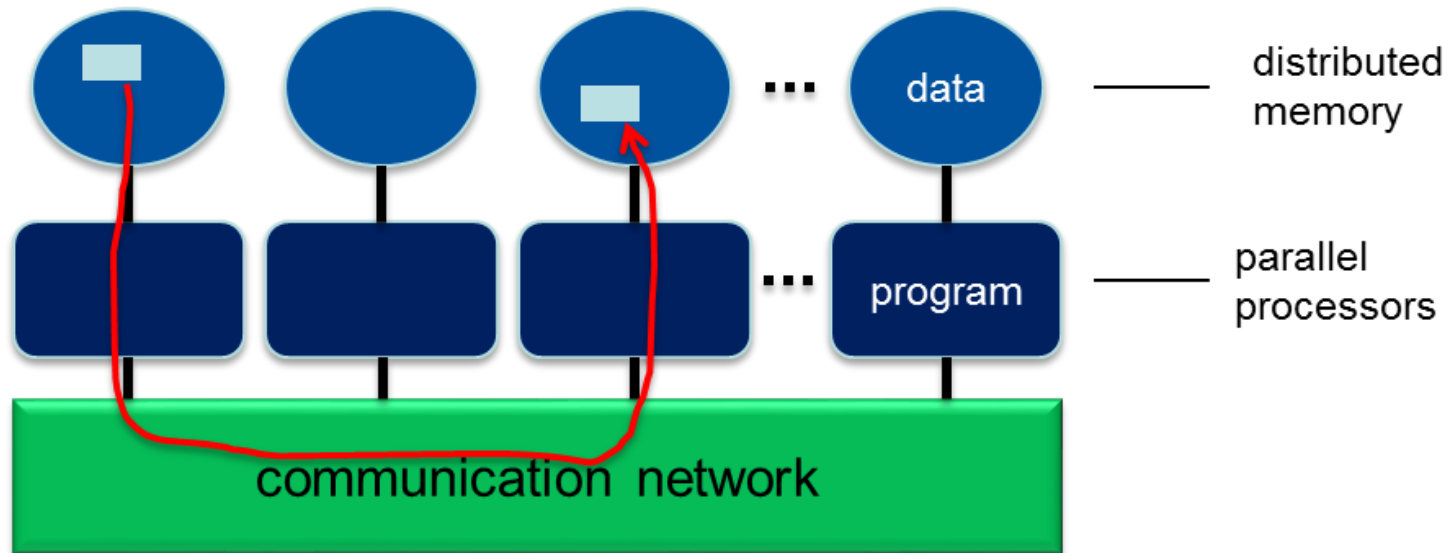 ... data
distributed
memory
... program
parallel
processors
communication network